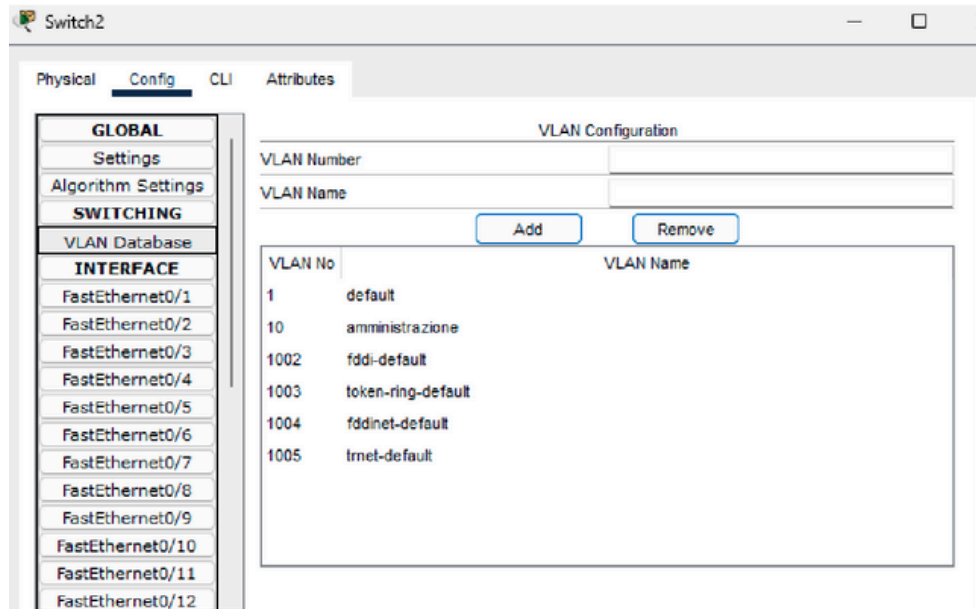 Switch2
Physical Config CLI Attributes
GLOBAL
Settings
Algorithm Settings
SWITCHING
VLAN Database
INTERFACE
FastEthernet0/1
FastEthernet0/2
FastEthernet0/3
FastEthernet0/4
FastEthernet0/5
FastEthernet0/6
FastEthernet0/7
FastEthernet0/8
FastEthernet0/9
FastEthernet0/10
FastEthernet0/11
FastEthernet0/12
VLAN Configuration
VLAN Number
VLAN Name
Add Remove
VLAN No VLAN Name
1 default
10 amministrazione
1002 fddi-default
1003 token-ring-default
1004 fddinet-default
1005 trnet-default